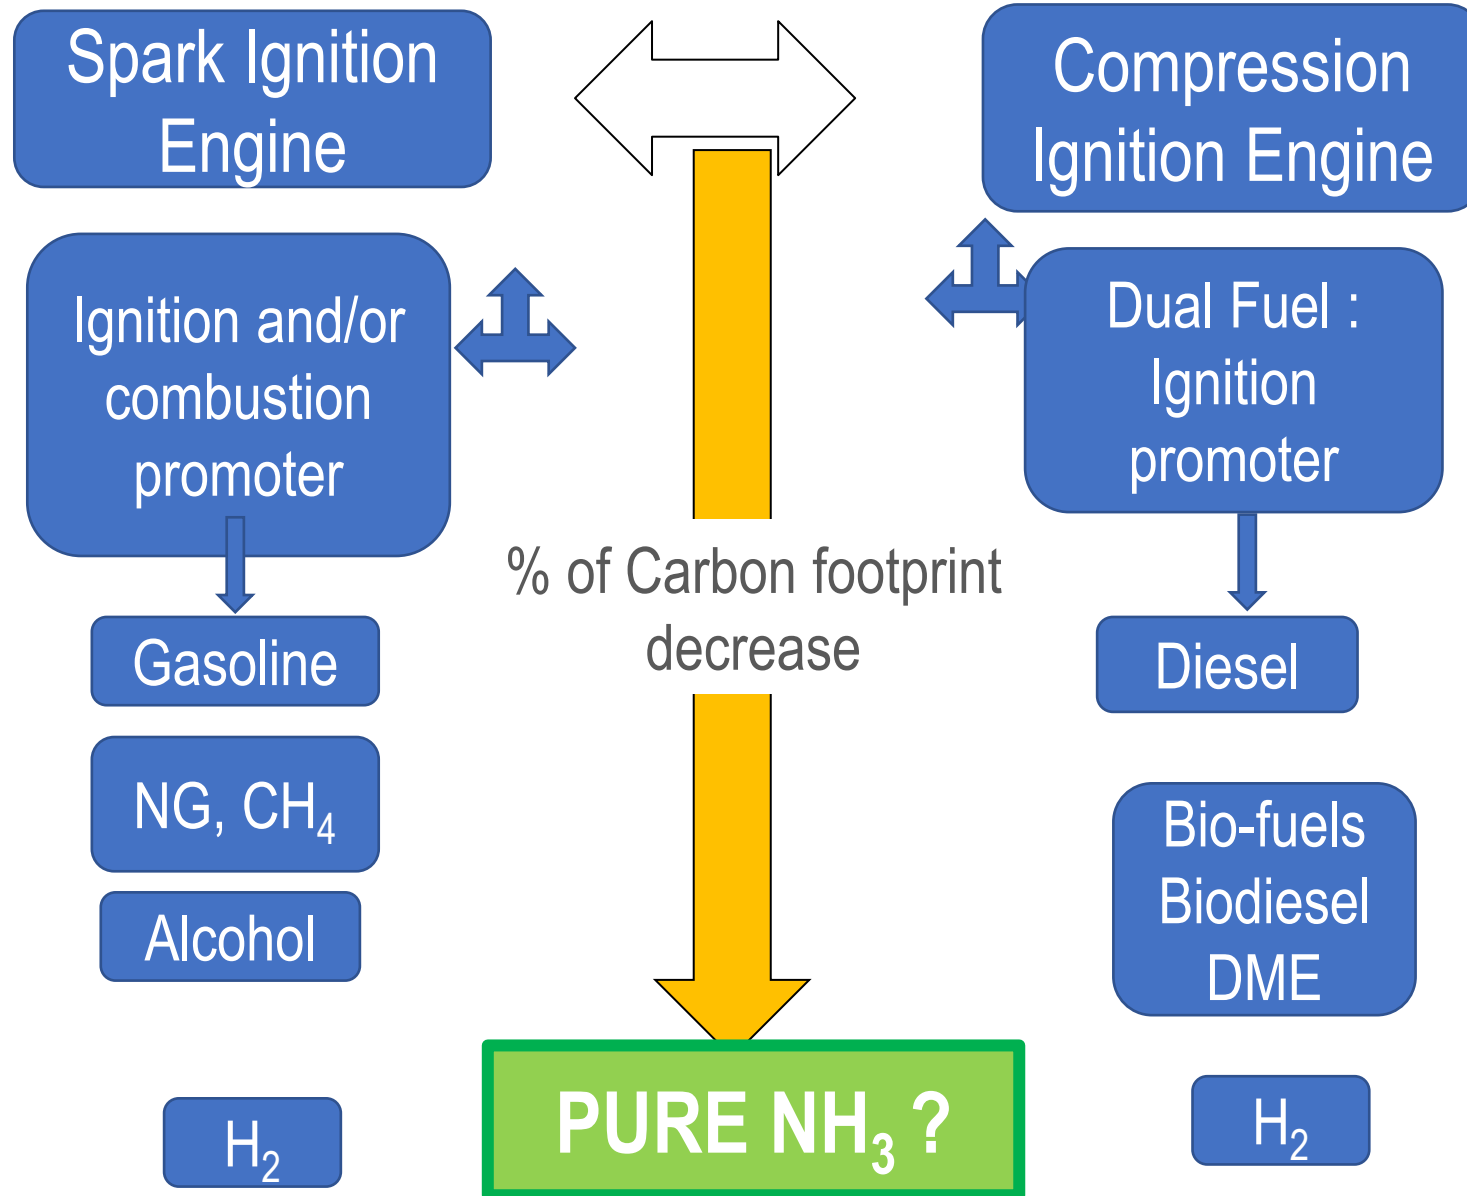 Spark Ignition
Engine
Compression
Ignition Engine
Ignition and/or
combustion
promoter
Dual Fuel :
Ignition
promoter
% of Carbon footprint
decrease
Gasoline
NG, CH₄
Alcohol
H₂
Diesel
Bio-fuels
Biodiesel
DME
H₂
PURE NH₃ ?